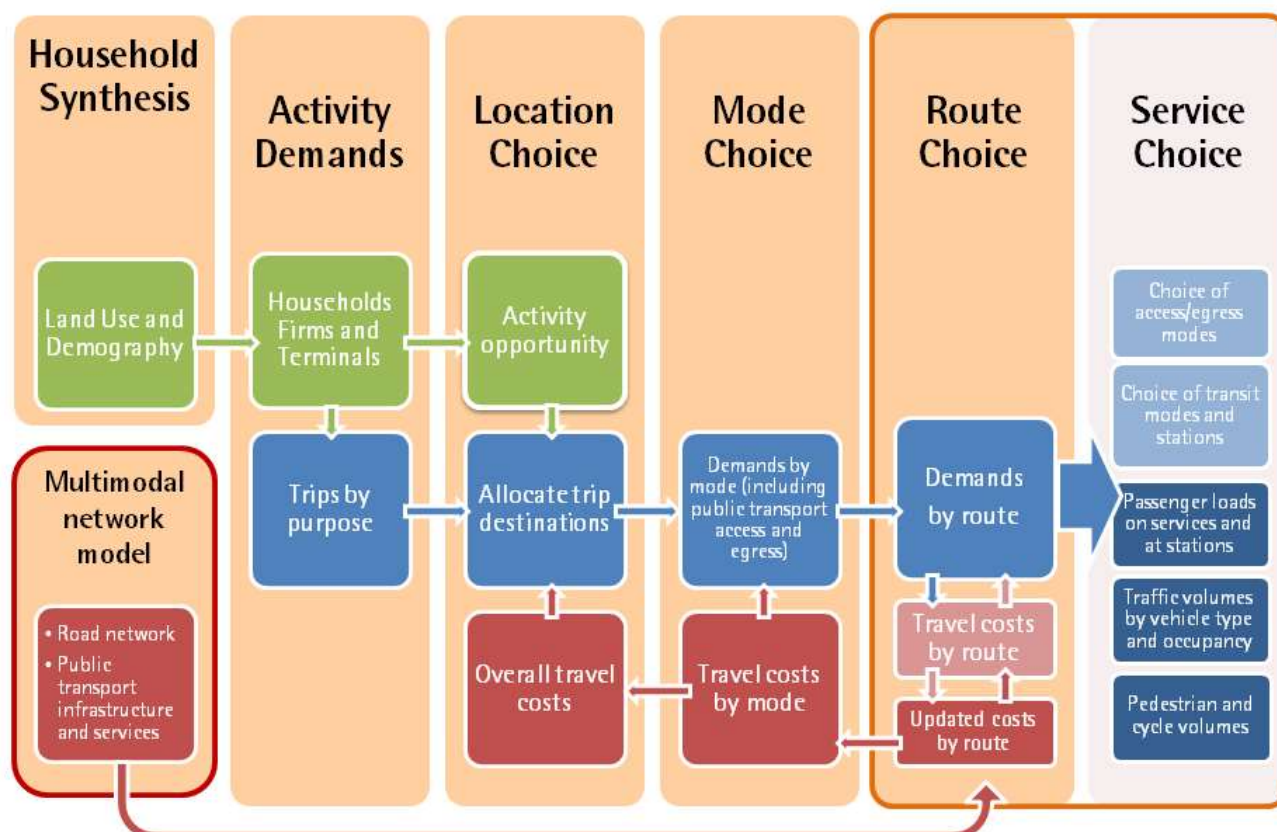 Household
Synthesis
Activity
Demands
Location
Choice
Mode
Choice
Route
Choice
Service
Choice
Land Use and
Demography
Households
Firms and
Terminals
Activity
opportunity
Choice of
access/egress
modes
Choice of transit
modes and
stations
Multimodal
network
model
• Road network
• Public
transport
infrastructure
and services
Trips by
purpose
Allocate trip
destinations
Demands by
mode (including
public transport
access and
egress)
Demands
by route
Passenger loads
on services and
at stations
Traffic volumes
by vehicle type
and occupancy
Pedestrian and
cycle volumes
Overall travel
costs
Travel costs
by mode
Travel costs
by route
Updated costs
by route